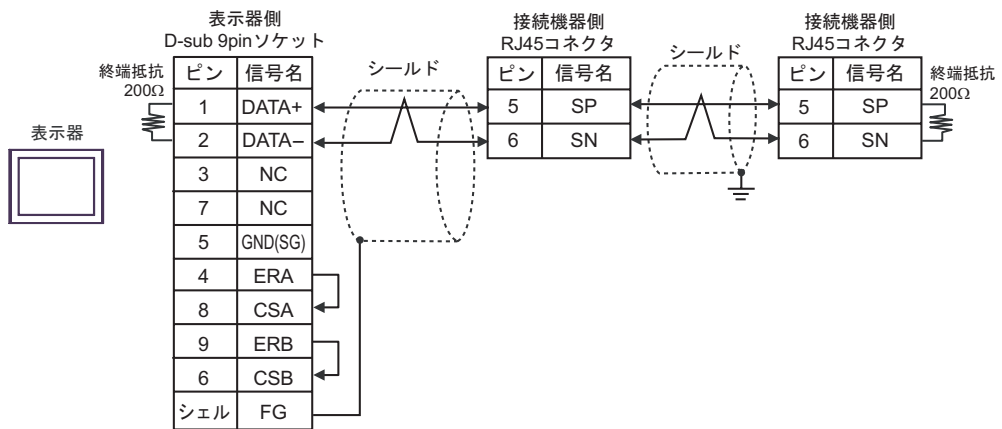 表示器側
D-sub 9pinソケット
接続機器側
RJ45コネクタ
接続機器側
RJ45コネクタ
終端抵抗
200Ω
ピン 信号名
1 DATA+
2 DATA−
3 NC
7 NC
5 GND(SG)
4 ERA
8 CSA
9 ERB
6 CSB
シェル FG
表示器
シールド
ピン 信号名
5 SP
6 SN
シールド
ピン 信号名
5 SP
6 SN
終端抵抗
200Ω